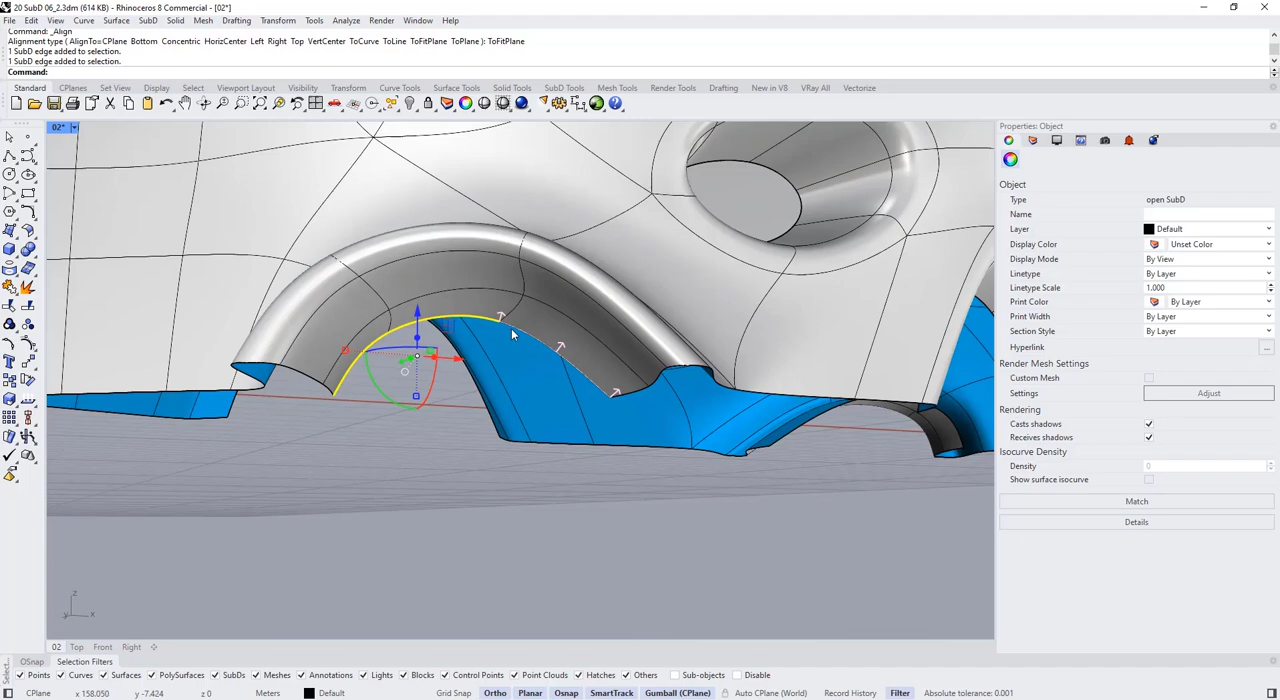 20 SubD 06_2.3dm (614 KB) - Rhinoceros 8 Commercial - [02*]
File Edit View Curve Surface SubD Solid Mesh Drafting Transform Tools Analyze Render Window Help
Command: _Align
Alignment type ( AlignTo=CPlane Bottom Concentric HorizCenter Left Right Top VertCenter ToCurve ToLine ToFitPlane ToPlane ): ToFitPlane
1 SubD edge added to selection.
1 SubD edge added to selection.
Command:
Standard CPlanes Set View Display Select Viewport Layout Visibility Transform Curve Tools Surface Tools Solid Tools SubD Tools Mesh Tools Render Tools Drafting New in V8 VRay All Vectorize
02*
Properties: Object
Object
Type open SubD
Name
Layer Default
Display Color Unset Color
Display Mode By View
Linetype By Layer
Linetype Scale 1.000
Print Color By Layer
Print Width By Layer
Section Style By Layer
Hyperlink ...
Render Mesh Settings
Custom Mesh
Settings Adjust
Rendering
Casts shadows
Receives shadows
Isocurve Density
Density 0
Show surface isocurve
Match
Details
z
y x
02 Top Front Right
OSnap Selection Filters
Points Curves Surfaces PolySurfaces SubDs Meshes Annotations Lights Blocks Control Points Point Clouds Hatches Others Sub-objects Disable
CPlane x 158.050 y -7.424 z 0 Meters Default Grid Snap Ortho Planar Osnap SmartTrack Gumball (CPlane) Auto CPlane (World) Record History Filter Absolute tolerance: 0.001